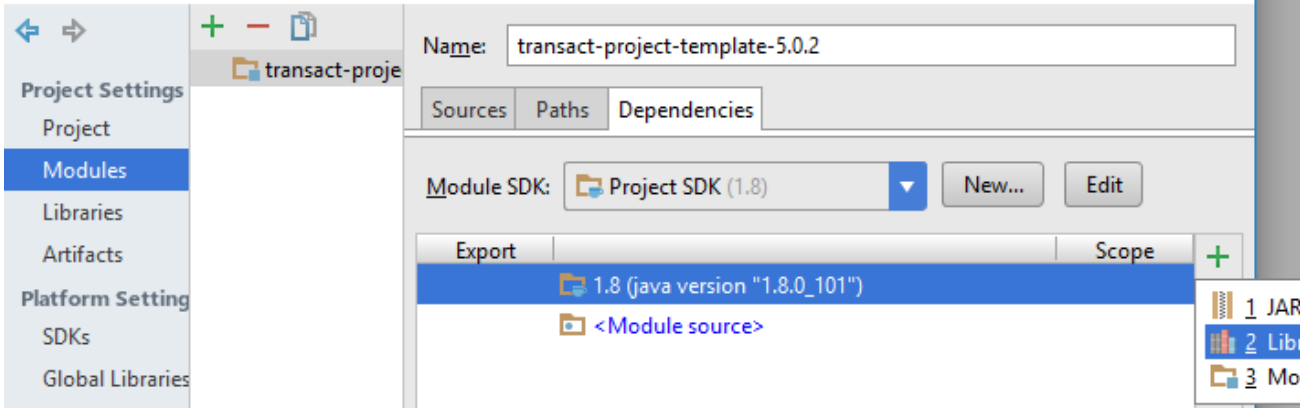 Project Settings
Project
Modules
Libraries
Artifacts
Platform Setting
SDKs
Global Libraries
transact-proje
Name: transact-project-template-5.0.2
Sources Paths Dependencies
Module SDK: Project SDK (1.8) New... Edit
Export Scope
1.8 (java version "1.8.0_101")
<Module source>
1 JAR
2 Libr
3 Mo